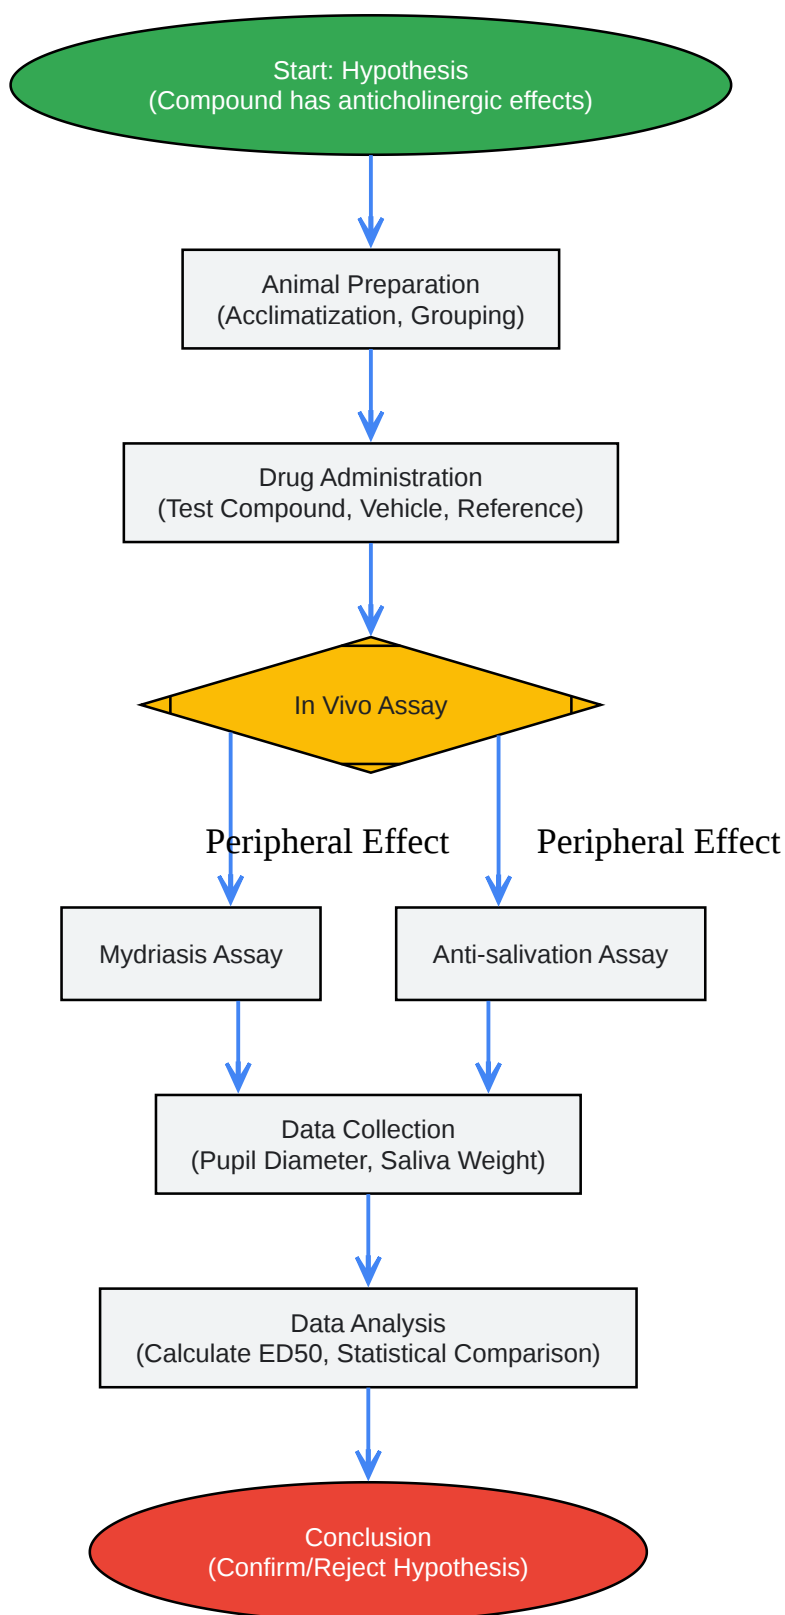 Start: Hypothesis
(Compound has anticholinergic effects)
Animal Preparation
(Acclimatization, Grouping)
Drug Administration
(Test Compound, Vehicle, Reference)
In Vivo Assay
Peripheral Effect
Peripheral Effect
Mydriasis Assay
Anti-salivation Assay
Data Collection
(Pupil Diameter, Saliva Weight)
Data Analysis
(Calculate ED50, Statistical Comparison)
Conclusion
(Confirm/Reject Hypothesis)